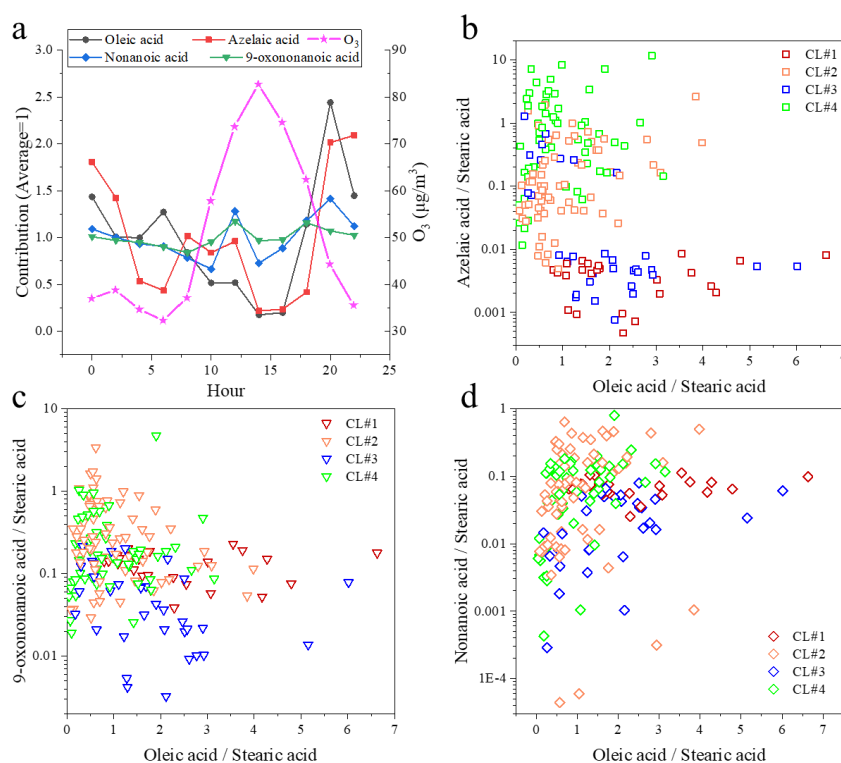 a
Oleic acid
Azelaic acid
O3
Nonanoic acid
9-oxononanoic acid
Contribution (Average=1)
3.0
2.5
2.0
1.5
1.0
0.5
0.0
90
80
70
60
50
40
30
O3 (μg/m3)
0
5
10
15
20
25
Hour
b
CL#1
CL#2
CL#3
CL#4
Azelaic acid / Stearic acid
10
1
0.1
0.01
0.001
0
1
2
3
4
5
6
7
Oleic acid / Stearic acid
c
CL#1
CL#2
CL#3
CL#4
9-oxononanoic acid / Stearic acid
10
1
0.1
0.01
0
1
2
3
4
5
6
7
Oleic acid / Stearic acid
d
CL#1
CL#2
CL#3
CL#4
Nonanoic acid / Stearic acid
1
0.1
0.01
0.001
1E-4
0
1
2
3
4
5
6
7
Oleic acid / Stearic acid